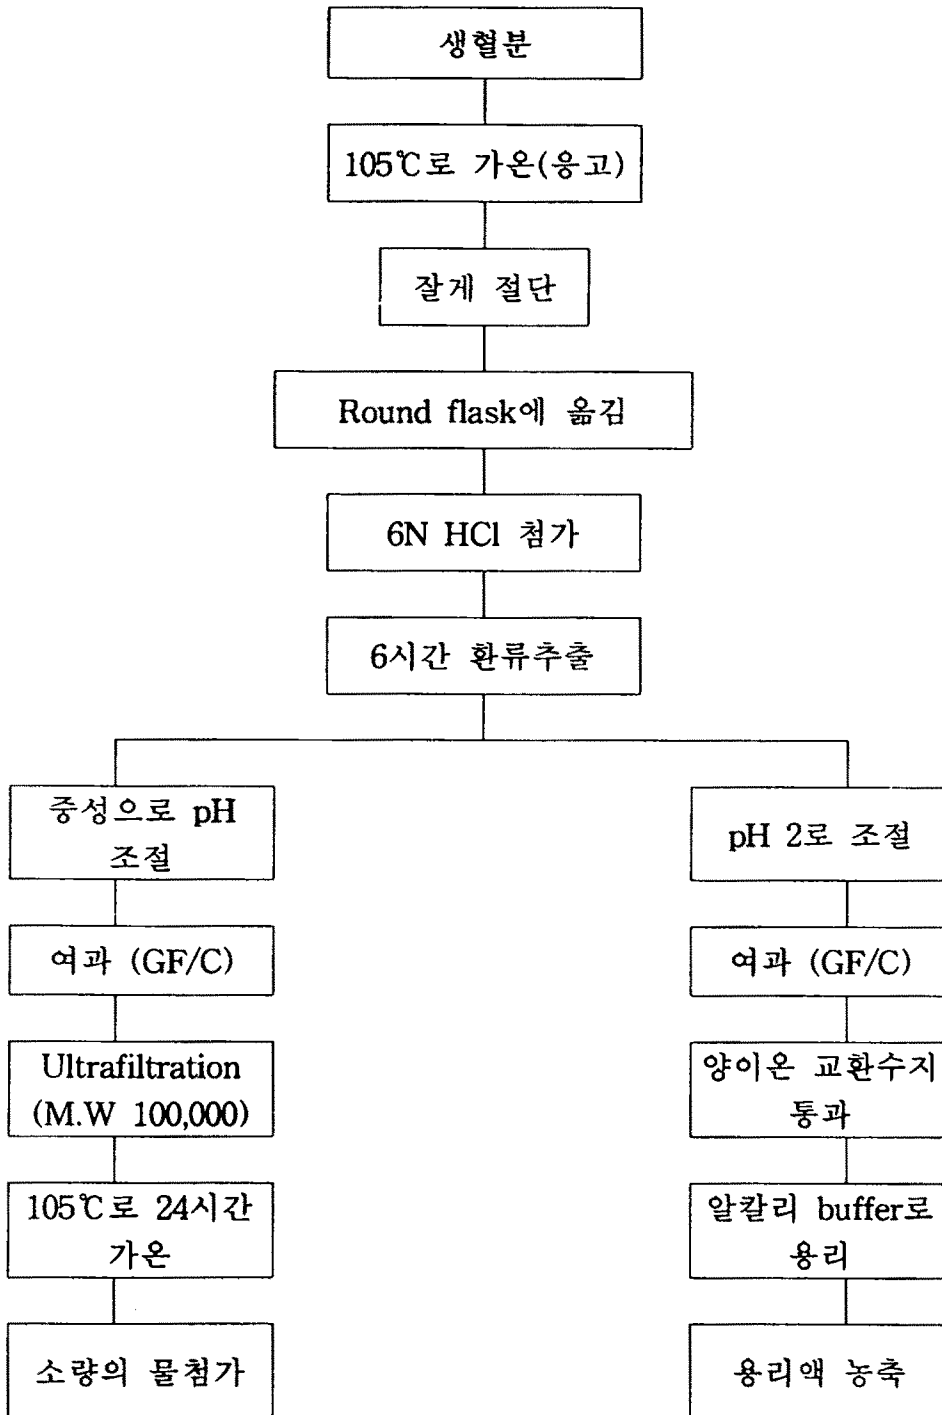 생혈분
105℃로 가온(응고)
잘게 절단
Round flask에 옮김
6N HCl 첨가
6시간 환류추출
중성으로 pH
조절
여과 (GF/C)
Ultrafiltration
(M.W 100,000)
105℃로 24시간
가온
소량의 물첨가
pH 2로 조절
여과 (GF/C)
양이온 교환수지
통과
알칼리 buffer로
용리
용리액 농축